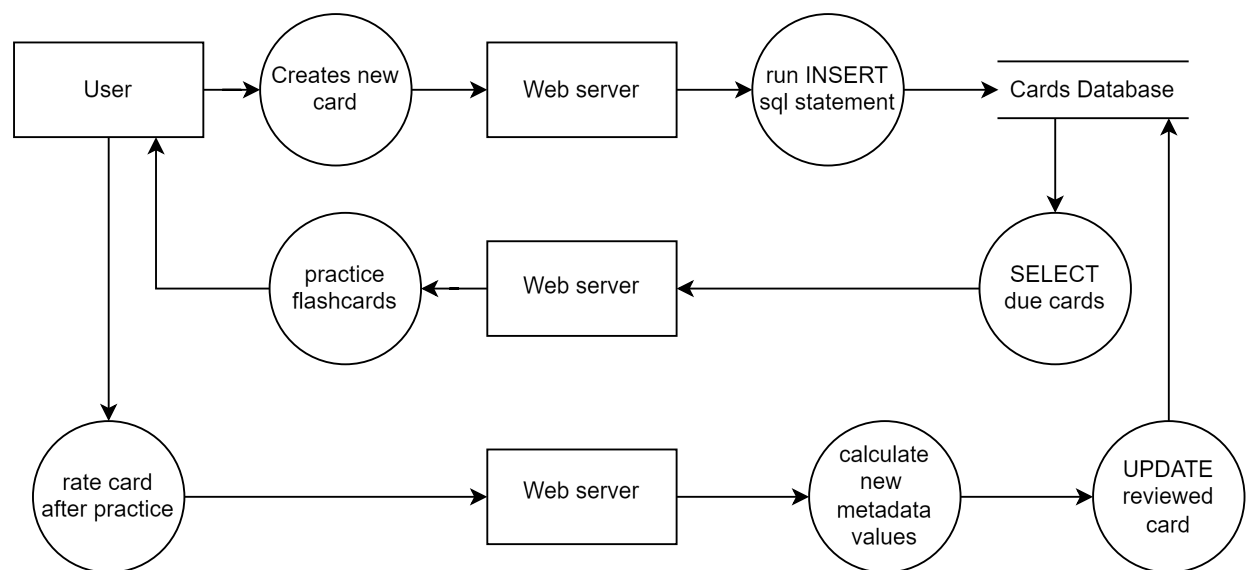 User
Creates new
card
Web server
run INSERT
sql statement
Cards Database
practice
flashcards
Web server
SELECT
due cards
rate card
after practice
Web server
calculate
new
metadata
values
UPDATE
reviewed
card